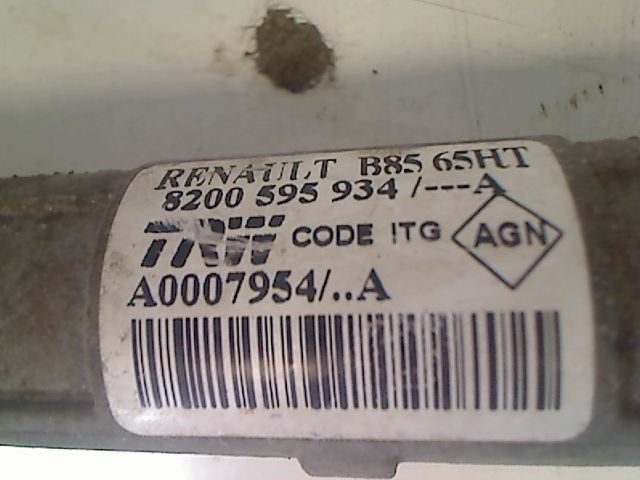 RENAULT B85 65HT
8200 595 934 /---A
TRW CODE ITG AGN
A0007954/..A